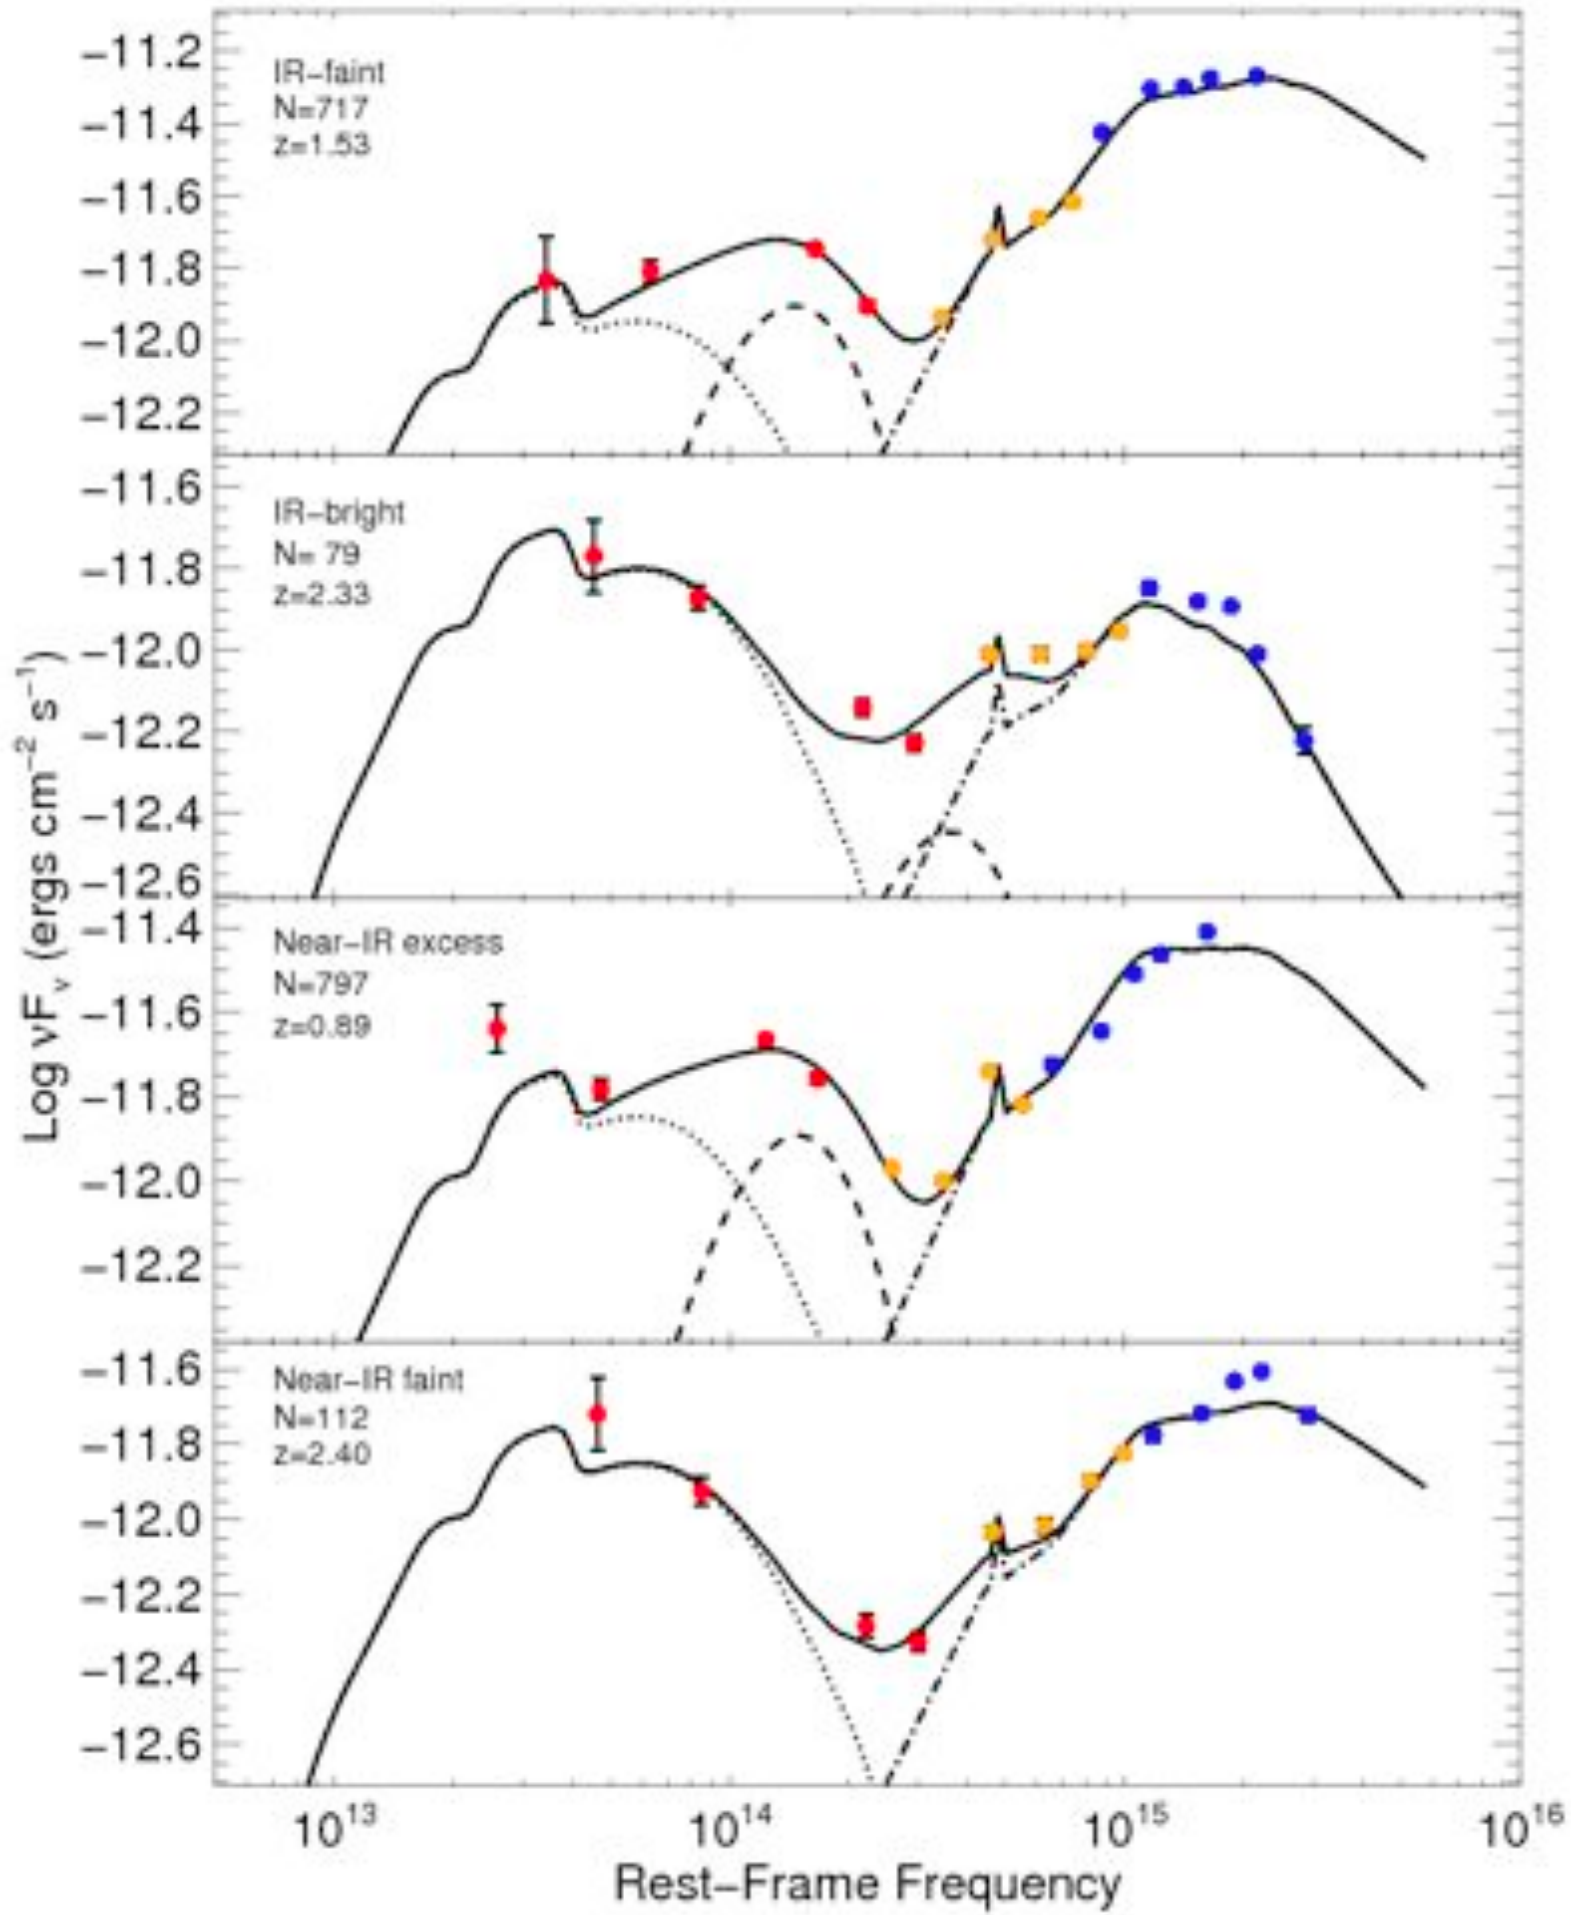 −11.2
−11.4
−11.6
−11.8
−12.0
−12.2
IR−faint
N=717
z=1.53
−11.6
−11.8
−12.0
−12.2
−12.4
−12.6
IR−bright
N= 79
z=2.33
−11.4
−11.6
−11.8
−12.0
−12.2
Near−IR excess
N=797
z=0.89
−11.6
−11.8
−12.0
−12.2
−12.4
−12.6
Near−IR faint
N=112
z=2.40
Log νFν (ergs cm−2 s−1)
10^13 10^14 10^15 10^16
Rest−Frame Frequency